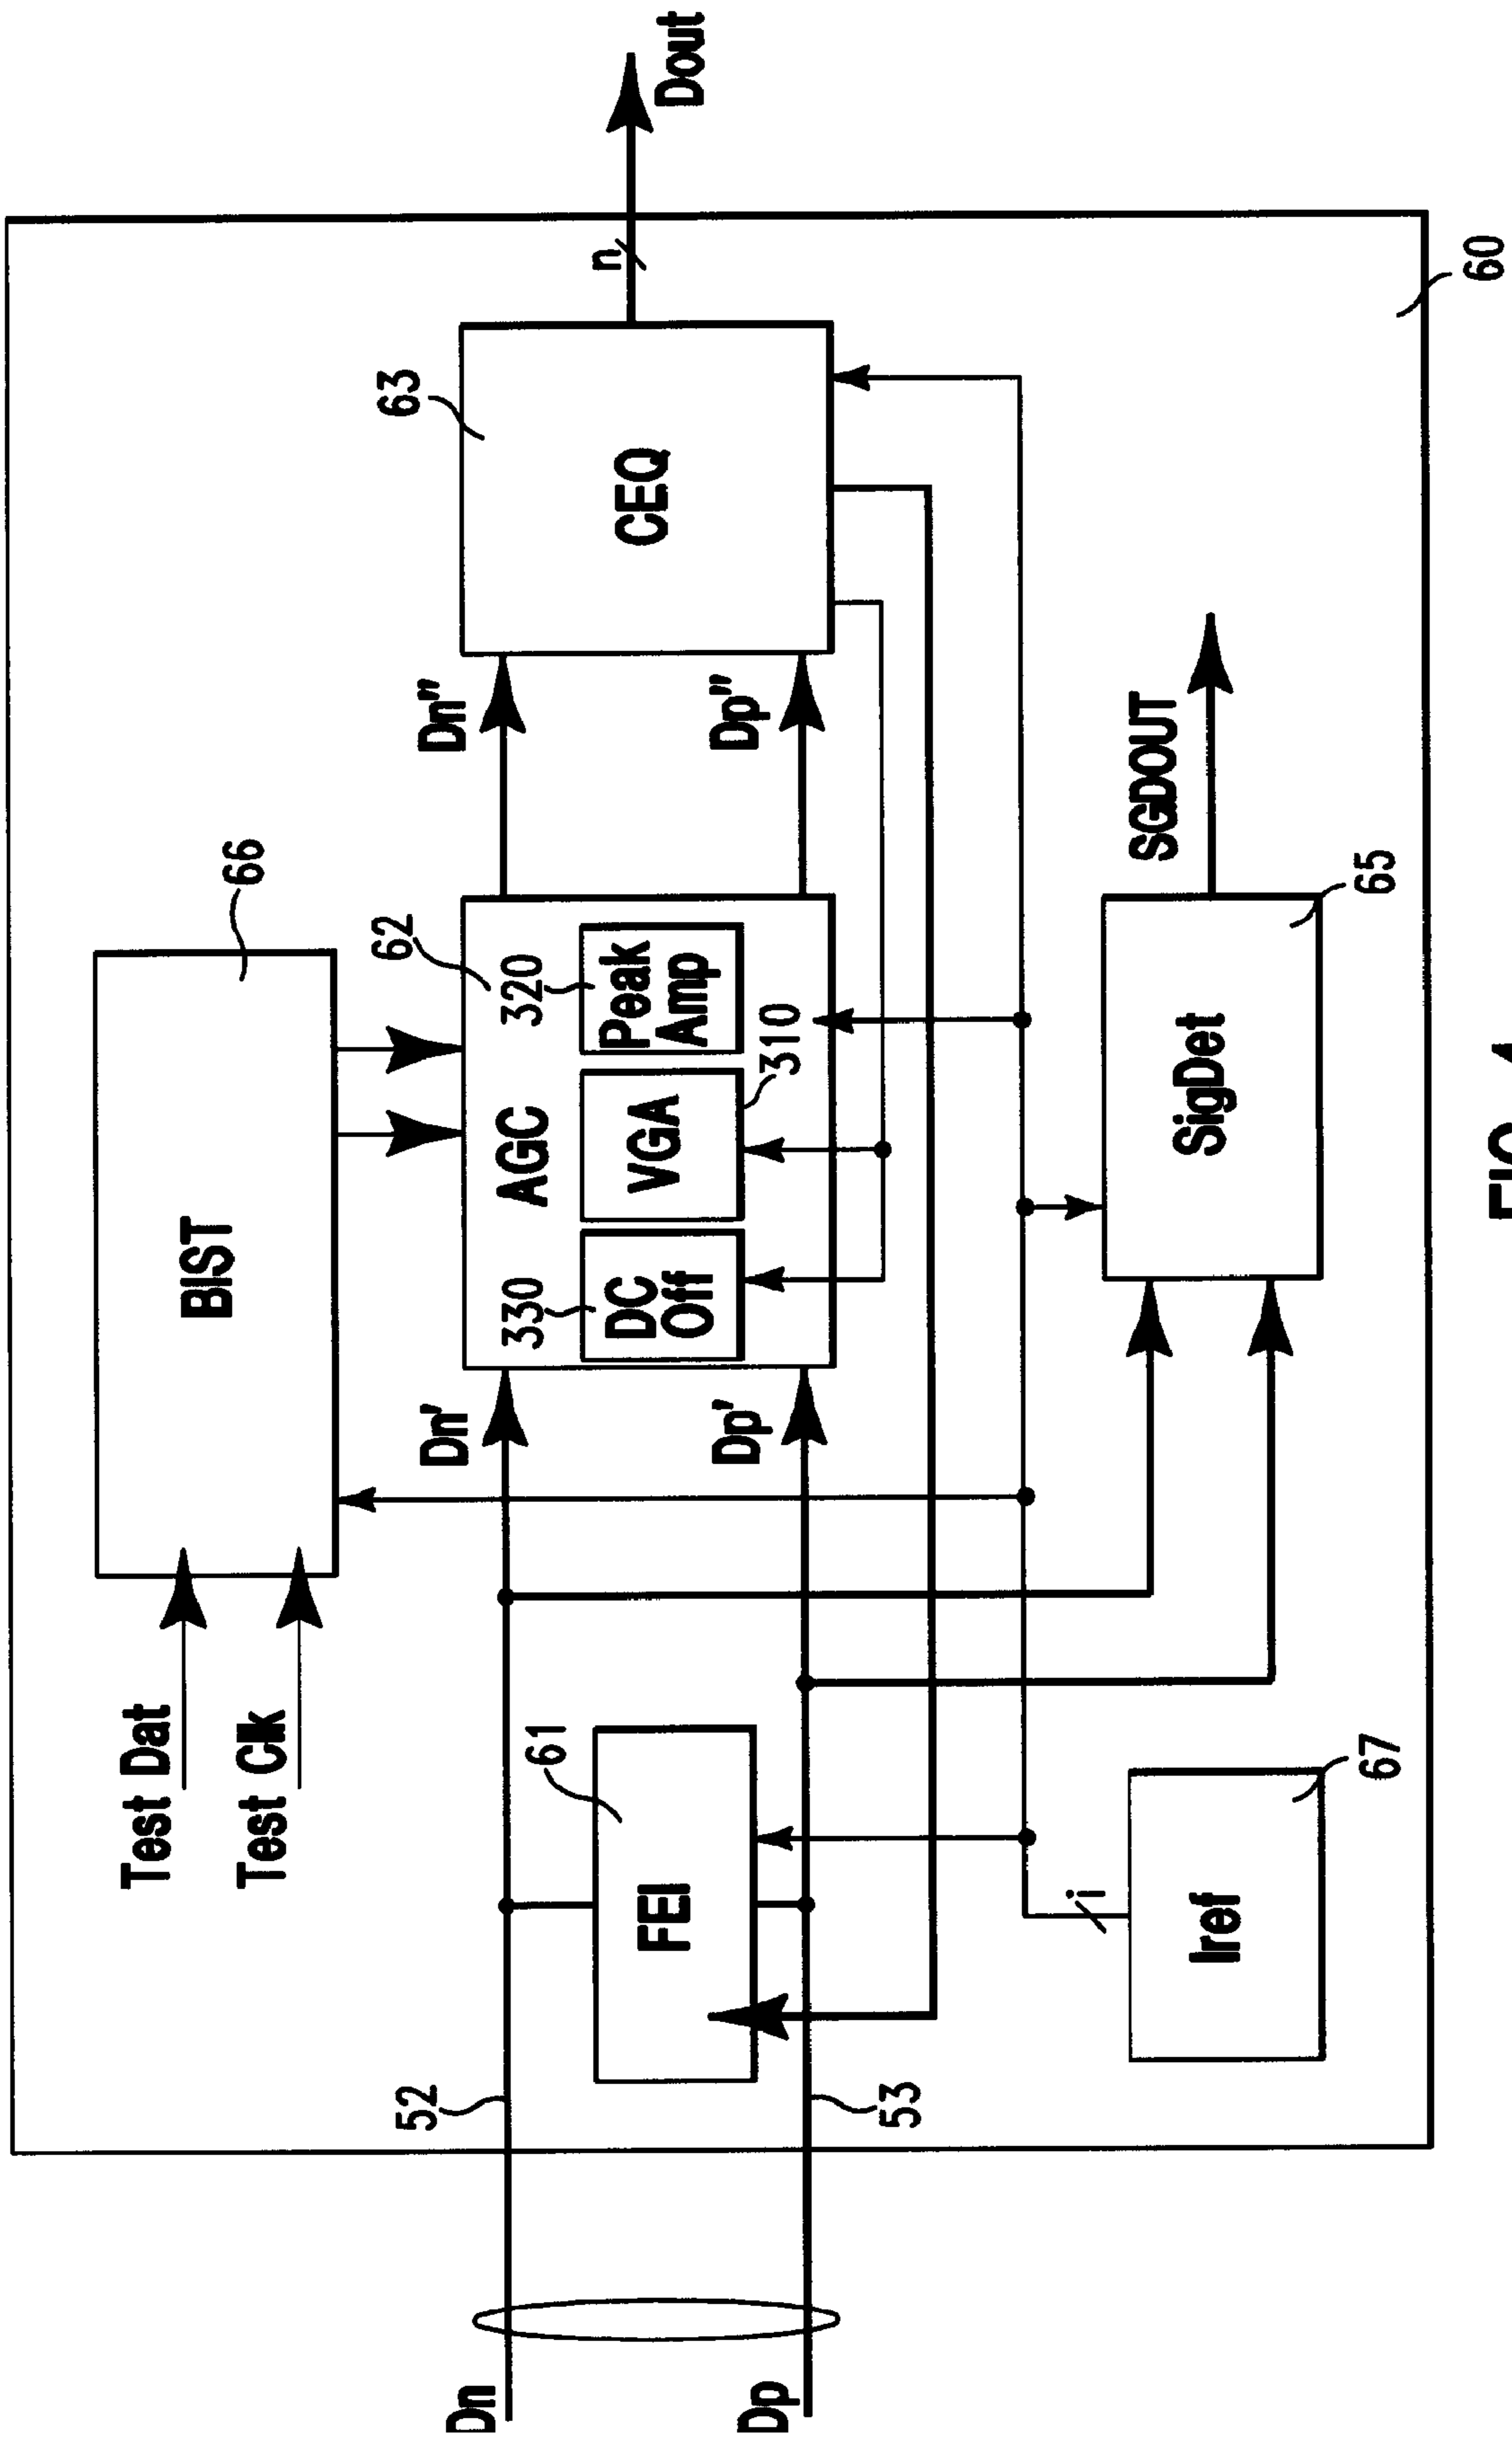 Test Dat
Test Clk
BIST
66
Dn
Dp
52
53
61
FEI
Dn'
Dp'
62
AGC
330
DC
Off
VGA
310
320
Peak
Amp
Dn"
Dp"
63
CEQ
n
Dout
i
Iref
67
SigDet
65
SGDOUT
60